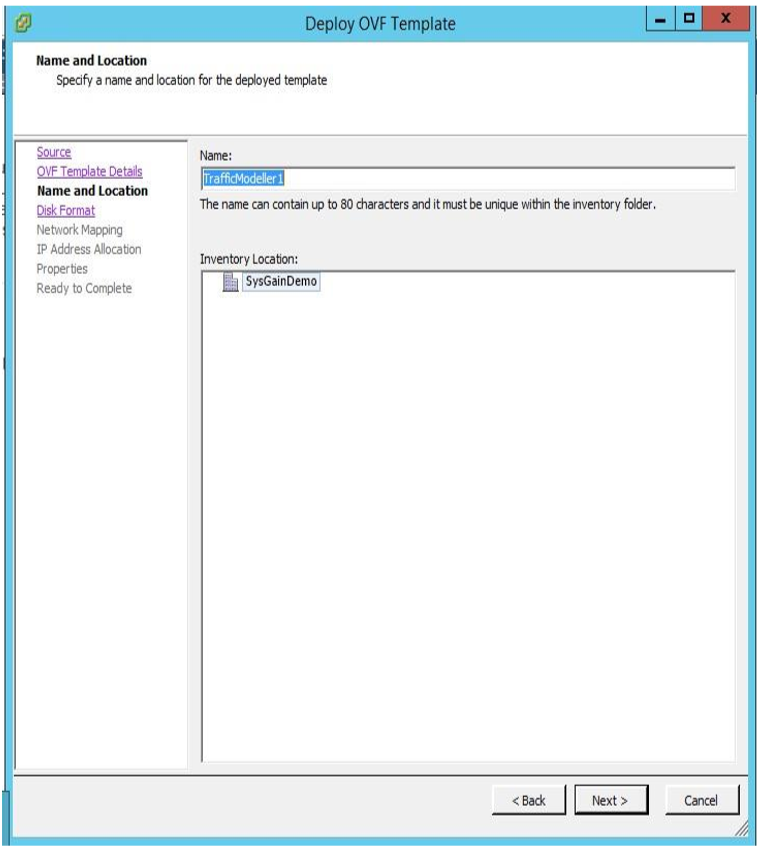 Deploy OVF Template
Name and Location
Specify a name and location for the deployed template
Source
OVF Template Details
Name and Location
Disk Format
Network Mapping
IP Address Allocation
Properties
Ready to Complete
Name:
TrafficModeller1
The name can contain up to 80 characters and it must be unique within the inventory folder.
Inventory Location:
SysGainDemo
< Back
Next >
Cancel